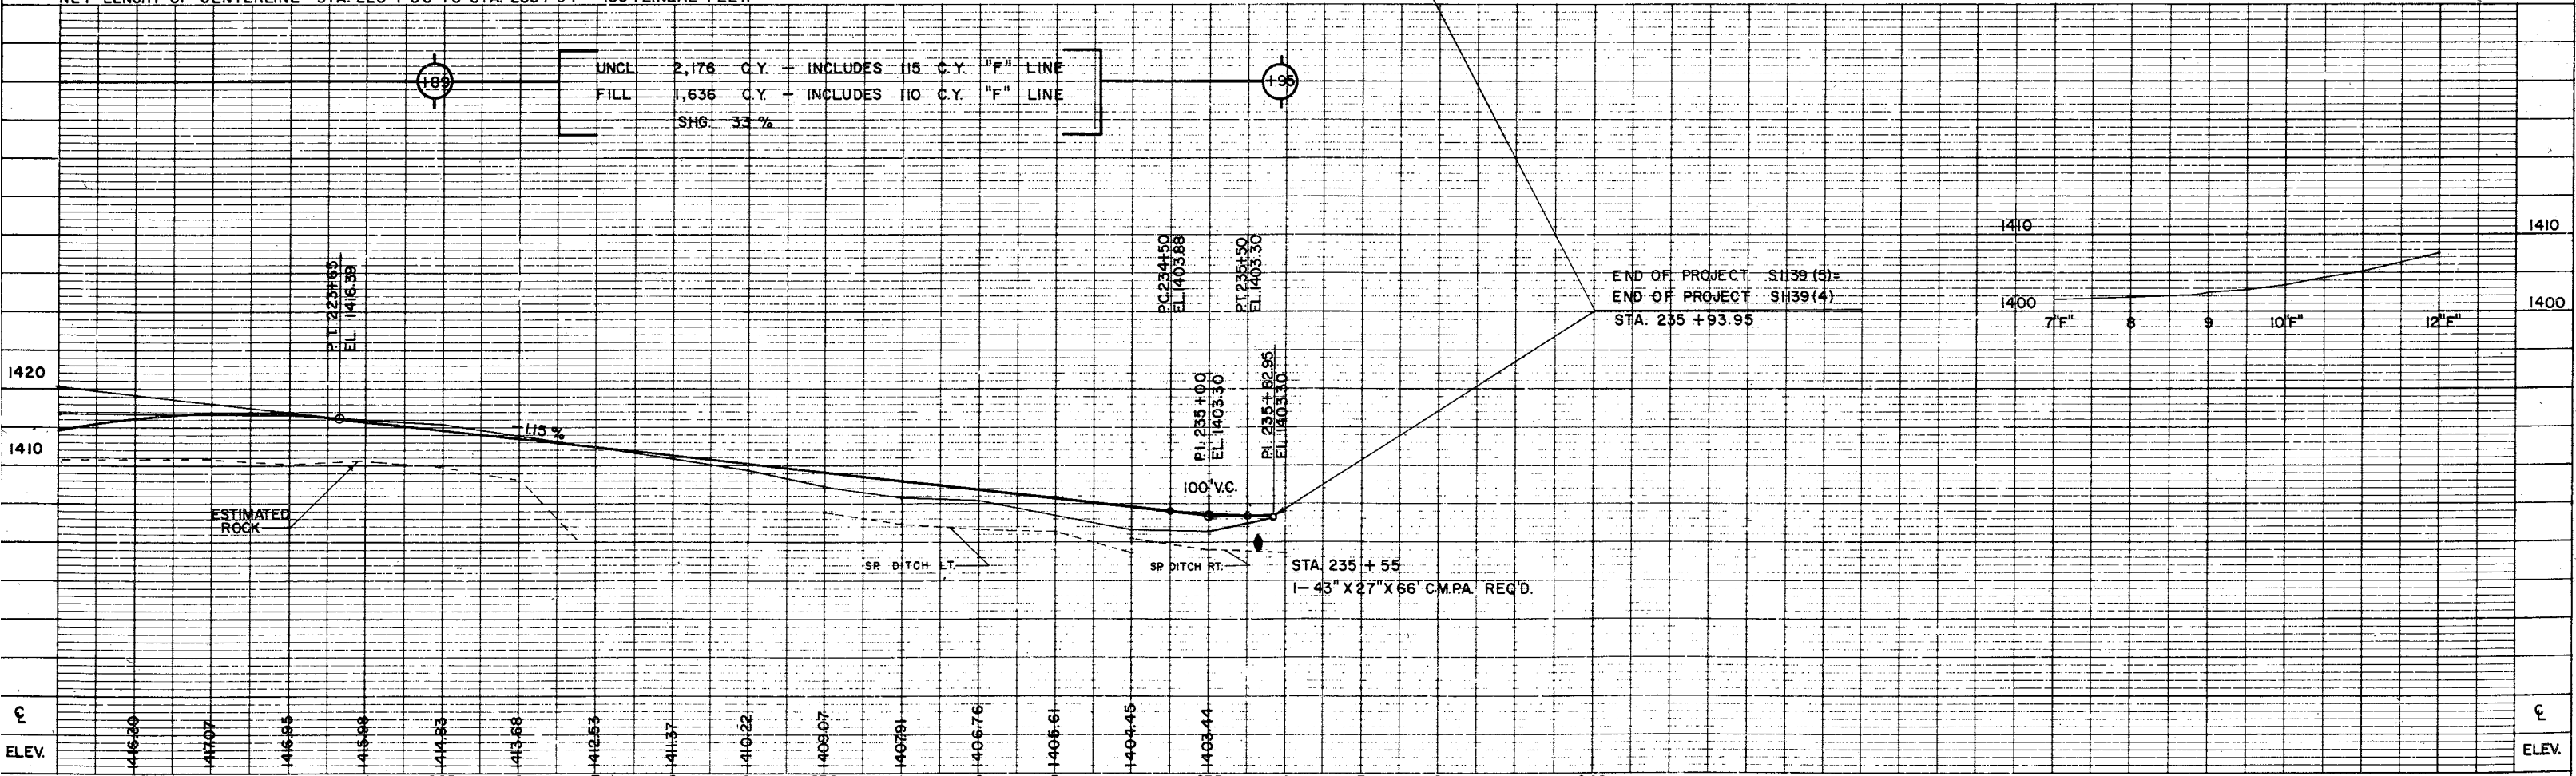 189
UNCL. 2,176 C.Y. — INCLUDES 115 C.Y. "F" LINE
FILL 1,636 C.Y. — INCLUDES 110 C.Y. "F" LINE
SHG. 33 %
195
P.T. 223+65
EL. 1416.39
P.C. 234+50
EL. 1403.88
P.T. 235+50
EL. 1403.30
P.I. 235+00
EL. 1403.30
P.I. 235+82.95
EL. 1403.30
END OF PROJECT S1139(5)=
END OF PROJECT S1139(4)
STA. 235 +93.95
1410
1400
7"F" 8 9 10"F" 1 12"F"
1410
1400
1420
1410
-1.15 %
100' V.C.
ESTIMATED
ROCK
SP. DITCH LT.
SP. DITCH RT.
STA. 235 + 55
1—43" X 27" X 66' C.M.P.A. REQ'D.
℄
ELEV.
1416.30
1417.07
1416.95
1415.98
1414.83
1413.68
1412.53
1411.37
1410.22
1409.07
1407.91
1406.76
1405.61
1404.45
1403.44
℄
ELEV.